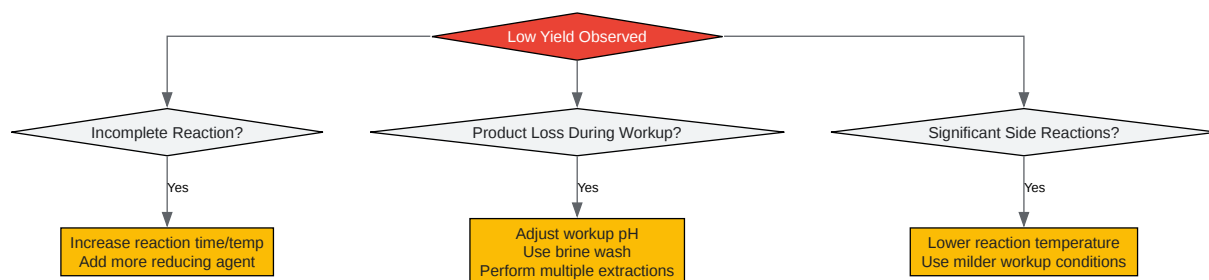 Low Yield Observed
Incomplete Reaction?
Product Loss During Workup?
Significant Side Reactions?
Yes
Yes
Yes
Increase reaction time/temp
Add more reducing agent
Adjust workup pH
Use brine wash
Perform multiple extractions
Lower reaction temperature
Use milder workup conditions